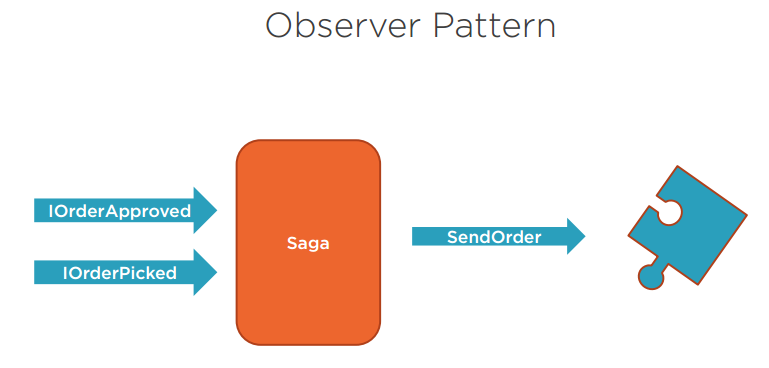 Observer Pattern
IOrderApproved
IOrderPicked
Saga
SendOrder